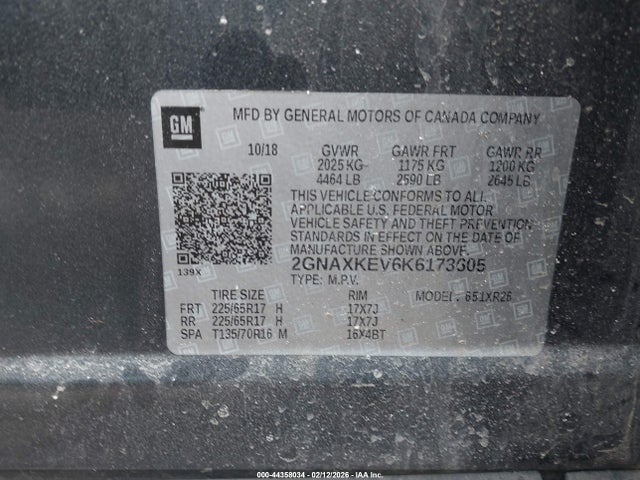 GM
MFD BY GENERAL MOTORS OF CANADA COMPANY
10/18 GVWR GAWR FRT GAWR RR
2025 KG 1175 KG 1200 KG
4464 LB 2590 LB 2645 LB
THIS VEHICLE CONFORMS TO ALL
APPLICABLE U.S. FEDERAL MOTOR
VEHICLE SAFETY AND THEFT PREVENTION
STANDARDS IN EFFECT ON THE DATE
OF MANUFACTURE SHOWN ABOVE.
139X
2GNAXKEV6K6173605
TYPE: M.P.V.
TIRE SIZE RIM MODEL: 651XR26
FRT 225/65R17 H 17X7J
RR 225/65R17 H 17X7J
SPA T135/70R16 M 16X4BT
000-44358034 - 02/12/2026 - IAA Inc.